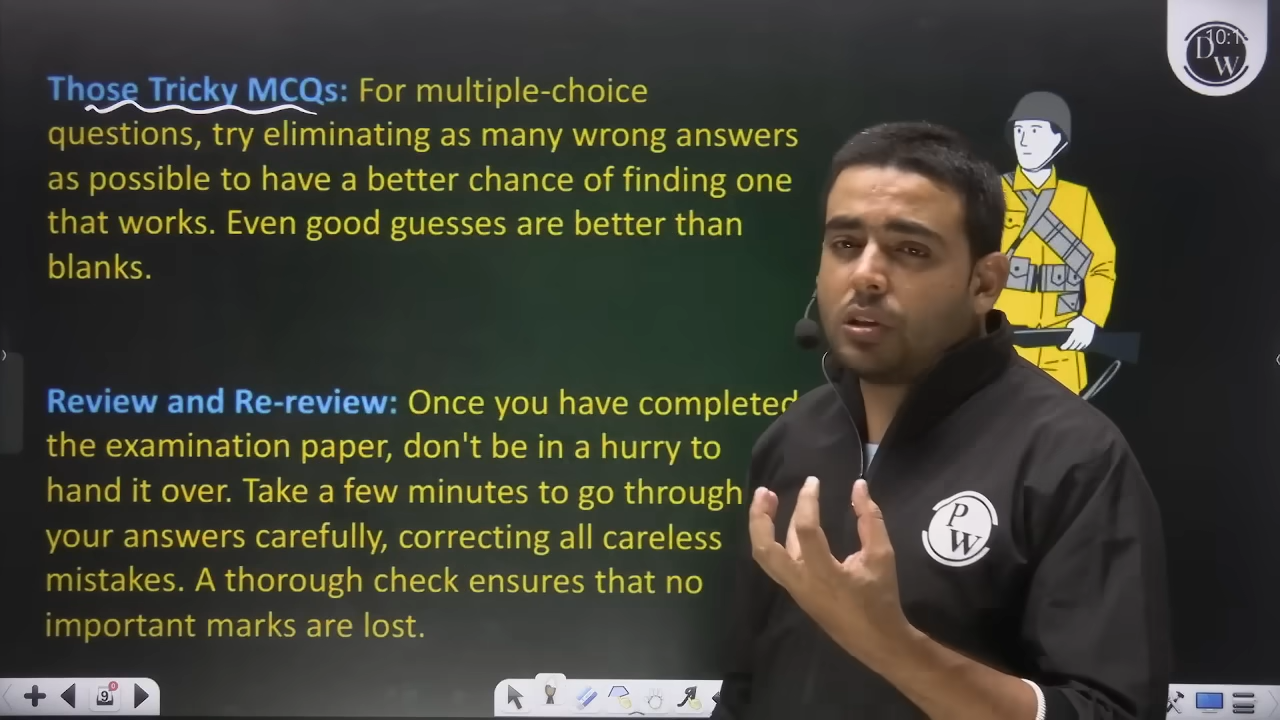 Those Tricky MCQs: For multiple-choice
questions, try eliminating as many wrong answers
as possible to have a better chance of finding one
that works. Even good guesses are better than
blanks.
Review and Re-review: Once you have completed
the examination paper, don't be in a hurry to
hand it over. Take a few minutes to go through
your answers carefully, correcting all careless
mistakes. A thorough check ensures that no
important marks are lost.
P
W
D
W
9